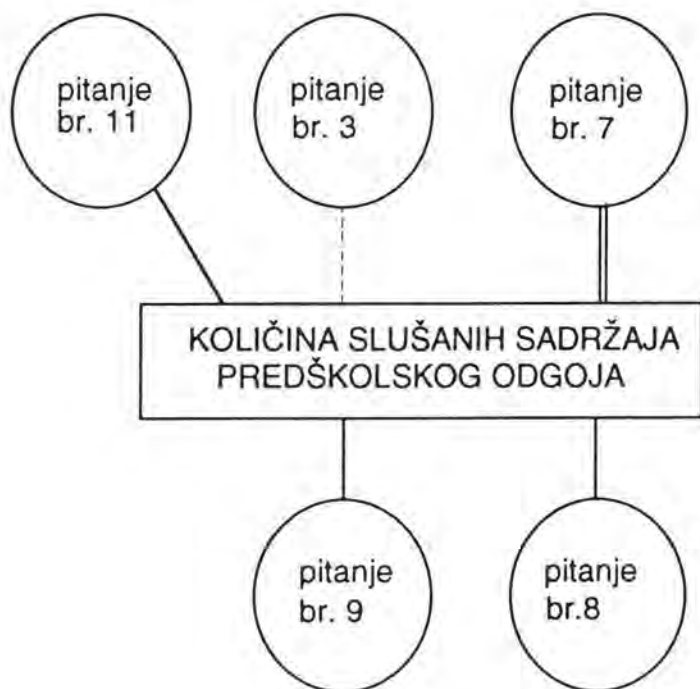 pitanje
br. 11
pitanje
br. 3
pitanje
br. 7
KOLIČINA SLUŠANIH SADRŽAJA
PREDŠKOLSKOG ODGOJA
pitanje
br. 9
pitanje
br.8